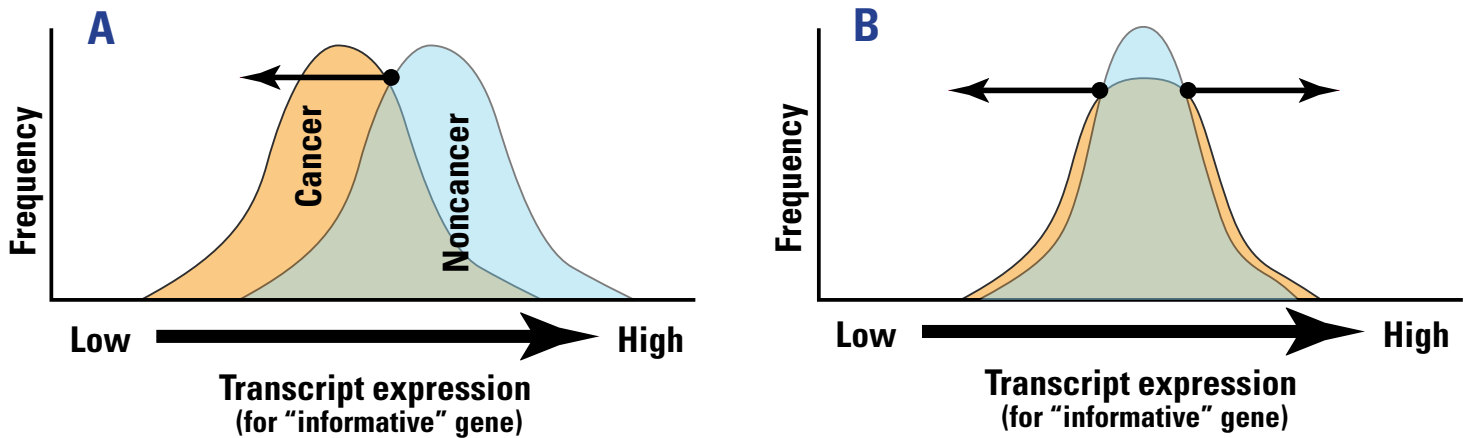 A
Frequency
Cancer
Noncancer
Low
High
Transcript expression
(for “informative” gene)
B
Frequency
Low
High
Transcript expression
(for “informative” gene)